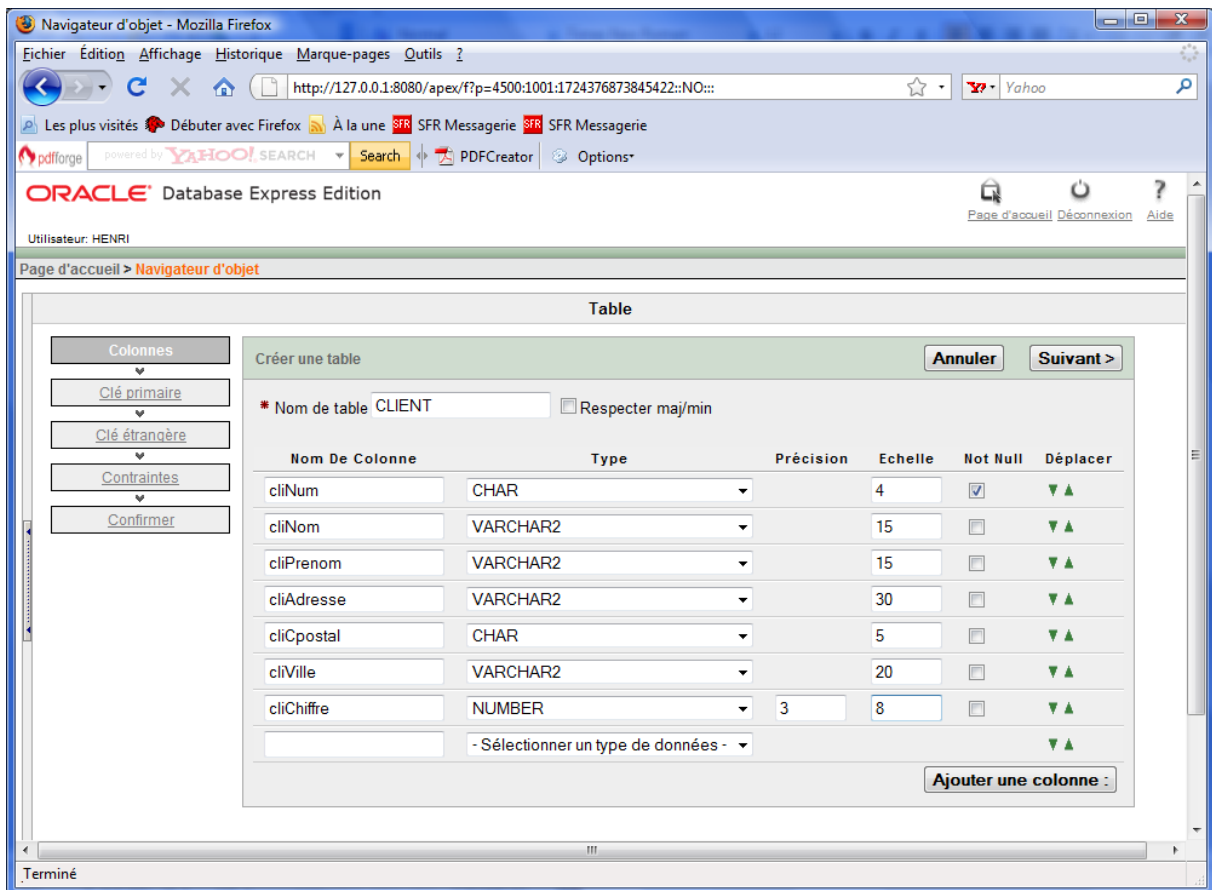 Navigateur d'objet - Mozilla Firefox
Fichier Édition Affichage Historique Marque-pages Outils ?
http://127.0.0.1:8080/apex/f?p=4500:1001:1724376873845422::NO::: Yahoo
Les plus visités Débuter avec Firefox À la une SFR SFR Messagerie SFR SFR Messagerie
pdfforge powered by YAHOO! SEARCH Search PDFCreator Options
ORACLE Database Express Edition
Page d'accueil Déconnexion ? Aide
Utilisateur: HENRI
Page d'accueil > Navigateur d'objet
Table
Colonnes
Clé primaire
Clé étrangère
Contraintes
Confirmer
Créer une table Annuler Suivant >
* Nom de table CLIENT Respecter maj/min
Nom De Colonne Type Précision Echelle Not Null Déplacer
cliNum CHAR 4
cliNom VARCHAR2 15
cliPrenom VARCHAR2 15
cliAdresse VARCHAR2 30
cliCpostal CHAR 5
cliVille VARCHAR2 20
cliChiffre NUMBER 3 8
- Sélectionner un type de données -
Ajouter une colonne :
Terminé